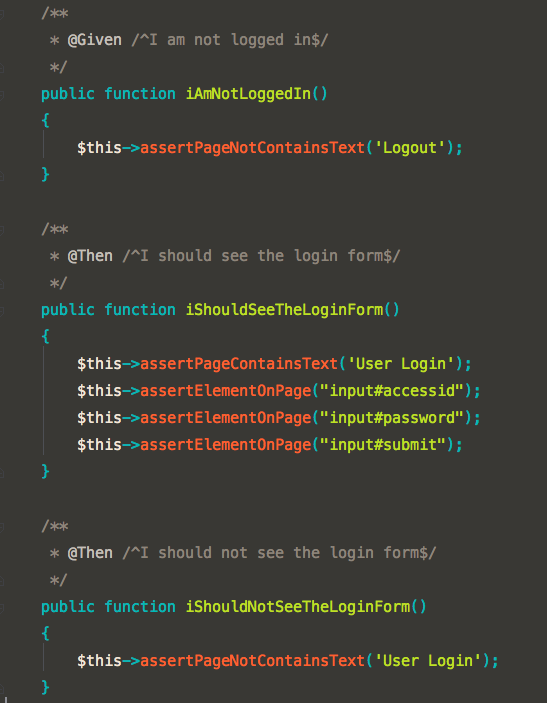 /**
 * @Given /^I am not logged in$/
 */
public function iAmNotLoggedIn()
{
    $this->assertPageNotContainsText('Logout');
}

/**
 * @Then /^I should see the login form$/
 */
public function iShouldSeeTheLoginForm()
{
    $this->assertPageContainsText('User Login');
    $this->assertElementOnPage("input#accessid");
    $this->assertElementOnPage("input#password");
    $this->assertElementOnPage("input#submit");
}

/**
 * @Then /^I should not see the login form$/
 */
public function iShouldNotSeeTheLoginForm()
{
    $this->assertPageNotContainsText('User Login');
}